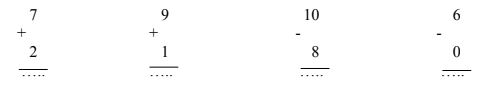 7 9 10 6
+ + - -
2 1 8 0
..... ..... ..... .....